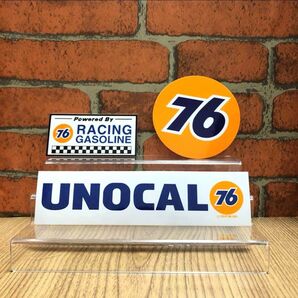 Powered By
76 RACING
GASOLINE
76
UNOCAL 76